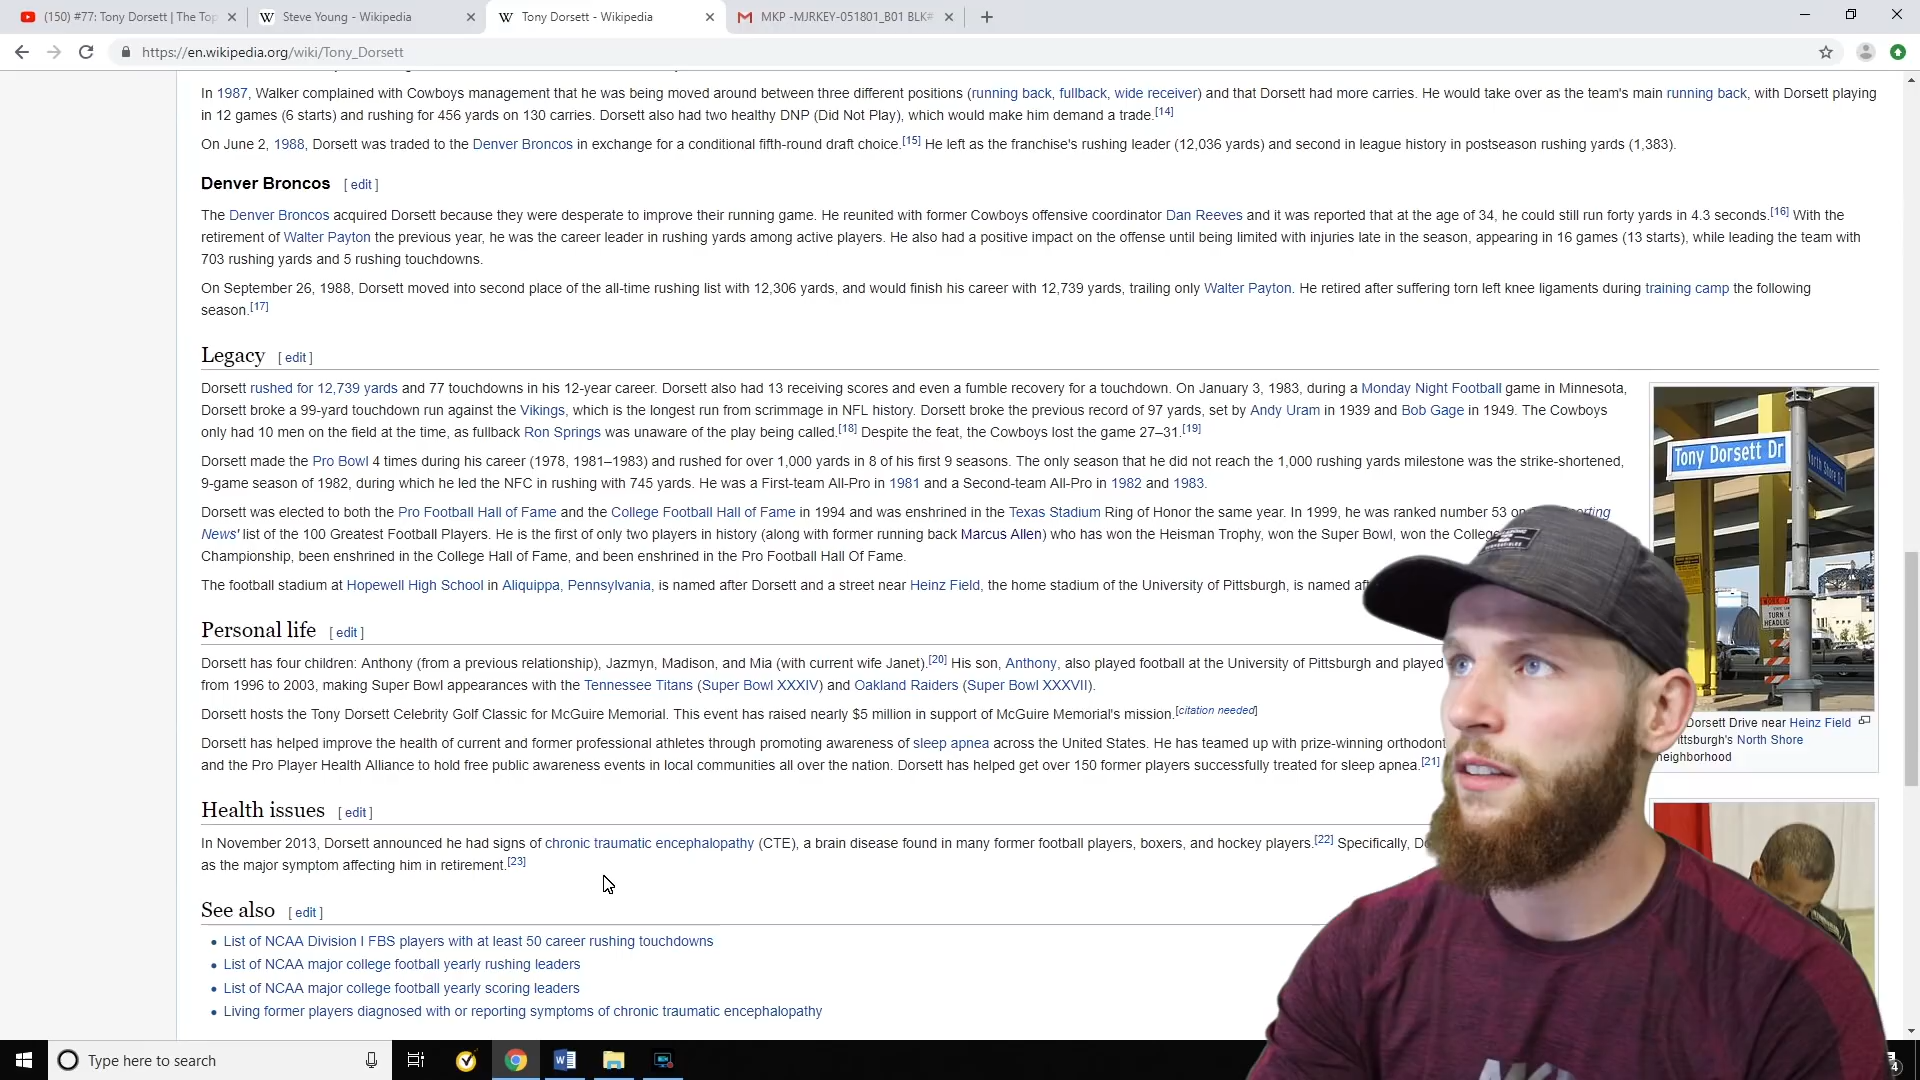 (150) #77: Tony Dorsett | The Top
Steve Young - Wikipedia
Tony Dorsett - Wikipedia
MKP -MJRKEY-051801_B01 BLK#
https://en.wikipedia.org/wiki/Tony_Dorsett
In 1987, Walker complained with Cowboys management that he was being moved around between three different positions (running back, fullback, wide receiver) and that Dorsett had more carries. He would take over as the team's main running back, with Dorsett playing
in 12 games (6 starts) and rushing for 456 yards on 130 carries. Dorsett also had two healthy DNP (Did Not Play), which would make him demand a trade.[14]
On June 2, 1988, Dorsett was traded to the Denver Broncos in exchange for a conditional fifth-round draft choice.[15] He left as the franchise's rushing leader (12,036 yards) and second in league history in postseason rushing yards (1,383).
Denver Broncos [ edit ]
The Denver Broncos acquired Dorsett because they were desperate to improve their running game. He reunited with former Cowboys offensive coordinator Dan Reeves and it was reported that at the age of 34, he could still run forty yards in 4.3 seconds.[16] With the
retirement of Walter Payton the previous year, he was the career leader in rushing yards among active players. He also had a positive impact on the offense until being limited with injuries late in the season, appearing in 16 games (13 starts), while leading the team with
703 rushing yards and 5 rushing touchdowns.
On September 26, 1988, Dorsett moved into second place of the all-time rushing list with 12,306 yards, and would finish his career with 12,739 yards, trailing only Walter Payton. He retired after suffering torn left knee ligaments during training camp the following
season.[17]
Legacy [ edit ]
Dorsett rushed for 12,739 yards and 77 touchdowns in his 12-year career. Dorsett also had 13 receiving scores and even a fumble recovery for a touchdown. On January 3, 1983, during a Monday Night Football game in Minnesota,
Dorsett broke a 99-yard touchdown run against the Vikings, which is the longest run from scrimmage in NFL history. Dorsett broke the previous record of 97 yards, set by Andy Uram in 1939 and Bob Gage in 1949. The Cowboys
only had 10 men on the field at the time, as fullback Ron Springs was unaware of the play being called.[18] Despite the feat, the Cowboys lost the game 27–31.[19]
Dorsett made the Pro Bowl 4 times during his career (1978, 1981–1983) and rushed for over 1,000 yards in 8 of his first 9 seasons. The only season that he did not reach the 1,000 rushing yards milestone was the strike-shortened,
9-game season of 1982, during which he led the NFC in rushing with 745 yards. He was a First-team All-Pro in 1981 and a Second-team All-Pro in 1982 and 1983.
Dorsett was elected to both the Pro Football Hall of Fame and the College Football Hall of Fame in 1994 and was enshrined in the Texas Stadium Ring of Honor the same year. In 1999, he was ranked number 53 on
News' list of the 100 Greatest Football Players. He is the first of only two players in history (along with former running back Marcus Allen) who has won the Heisman Trophy, won the Super Bowl, won the College
Championship, been enshrined in the College Hall of Fame, and been enshrined in the Pro Football Hall Of Fame.
The football stadium at Hopewell High School in Aliquippa, Pennsylvania, is named after Dorsett and a street near Heinz Field, the home stadium of the University of Pittsburgh, is named
Tony Dorsett Dr
North Shore Dr
Dorsett Drive near Heinz Field
North Shore
neighborhood
Personal life [ edit ]
Dorsett has four children: Anthony (from a previous relationship), Jazmyn, Madison, and Mia (with current wife Janet).[20] His son, Anthony, also played football at the University of Pittsburgh and played
from 1996 to 2003, making Super Bowl appearances with the Tennessee Titans (Super Bowl XXXIV) and Oakland Raiders (Super Bowl XXXVII).
Dorsett hosts the Tony Dorsett Celebrity Golf Classic for McGuire Memorial. This event has raised nearly $5 million in support of McGuire Memorial's mission.[citation needed]
Dorsett has helped improve the health of current and former professional athletes through promoting awareness of sleep apnea across the United States. He has teamed up with prize-winning orthodont
and the Pro Player Health Alliance to hold free public awareness events in local communities all over the nation. Dorsett has helped get over 150 former players successfully treated for sleep apnea.[21]
Health issues [ edit ]
In November 2013, Dorsett announced he had signs of chronic traumatic encephalopathy (CTE), a brain disease found in many former football players, boxers, and hockey players.[22] Specifically,
as the major symptom affecting him in retirement.[23]
See also [ edit ]
List of NCAA Division I FBS players with at least 50 career rushing touchdowns
List of NCAA major college football yearly rushing leaders
List of NCAA major college football yearly scoring leaders
Living former players diagnosed with or reporting symptoms of chronic traumatic encephalopathy
Type here to search